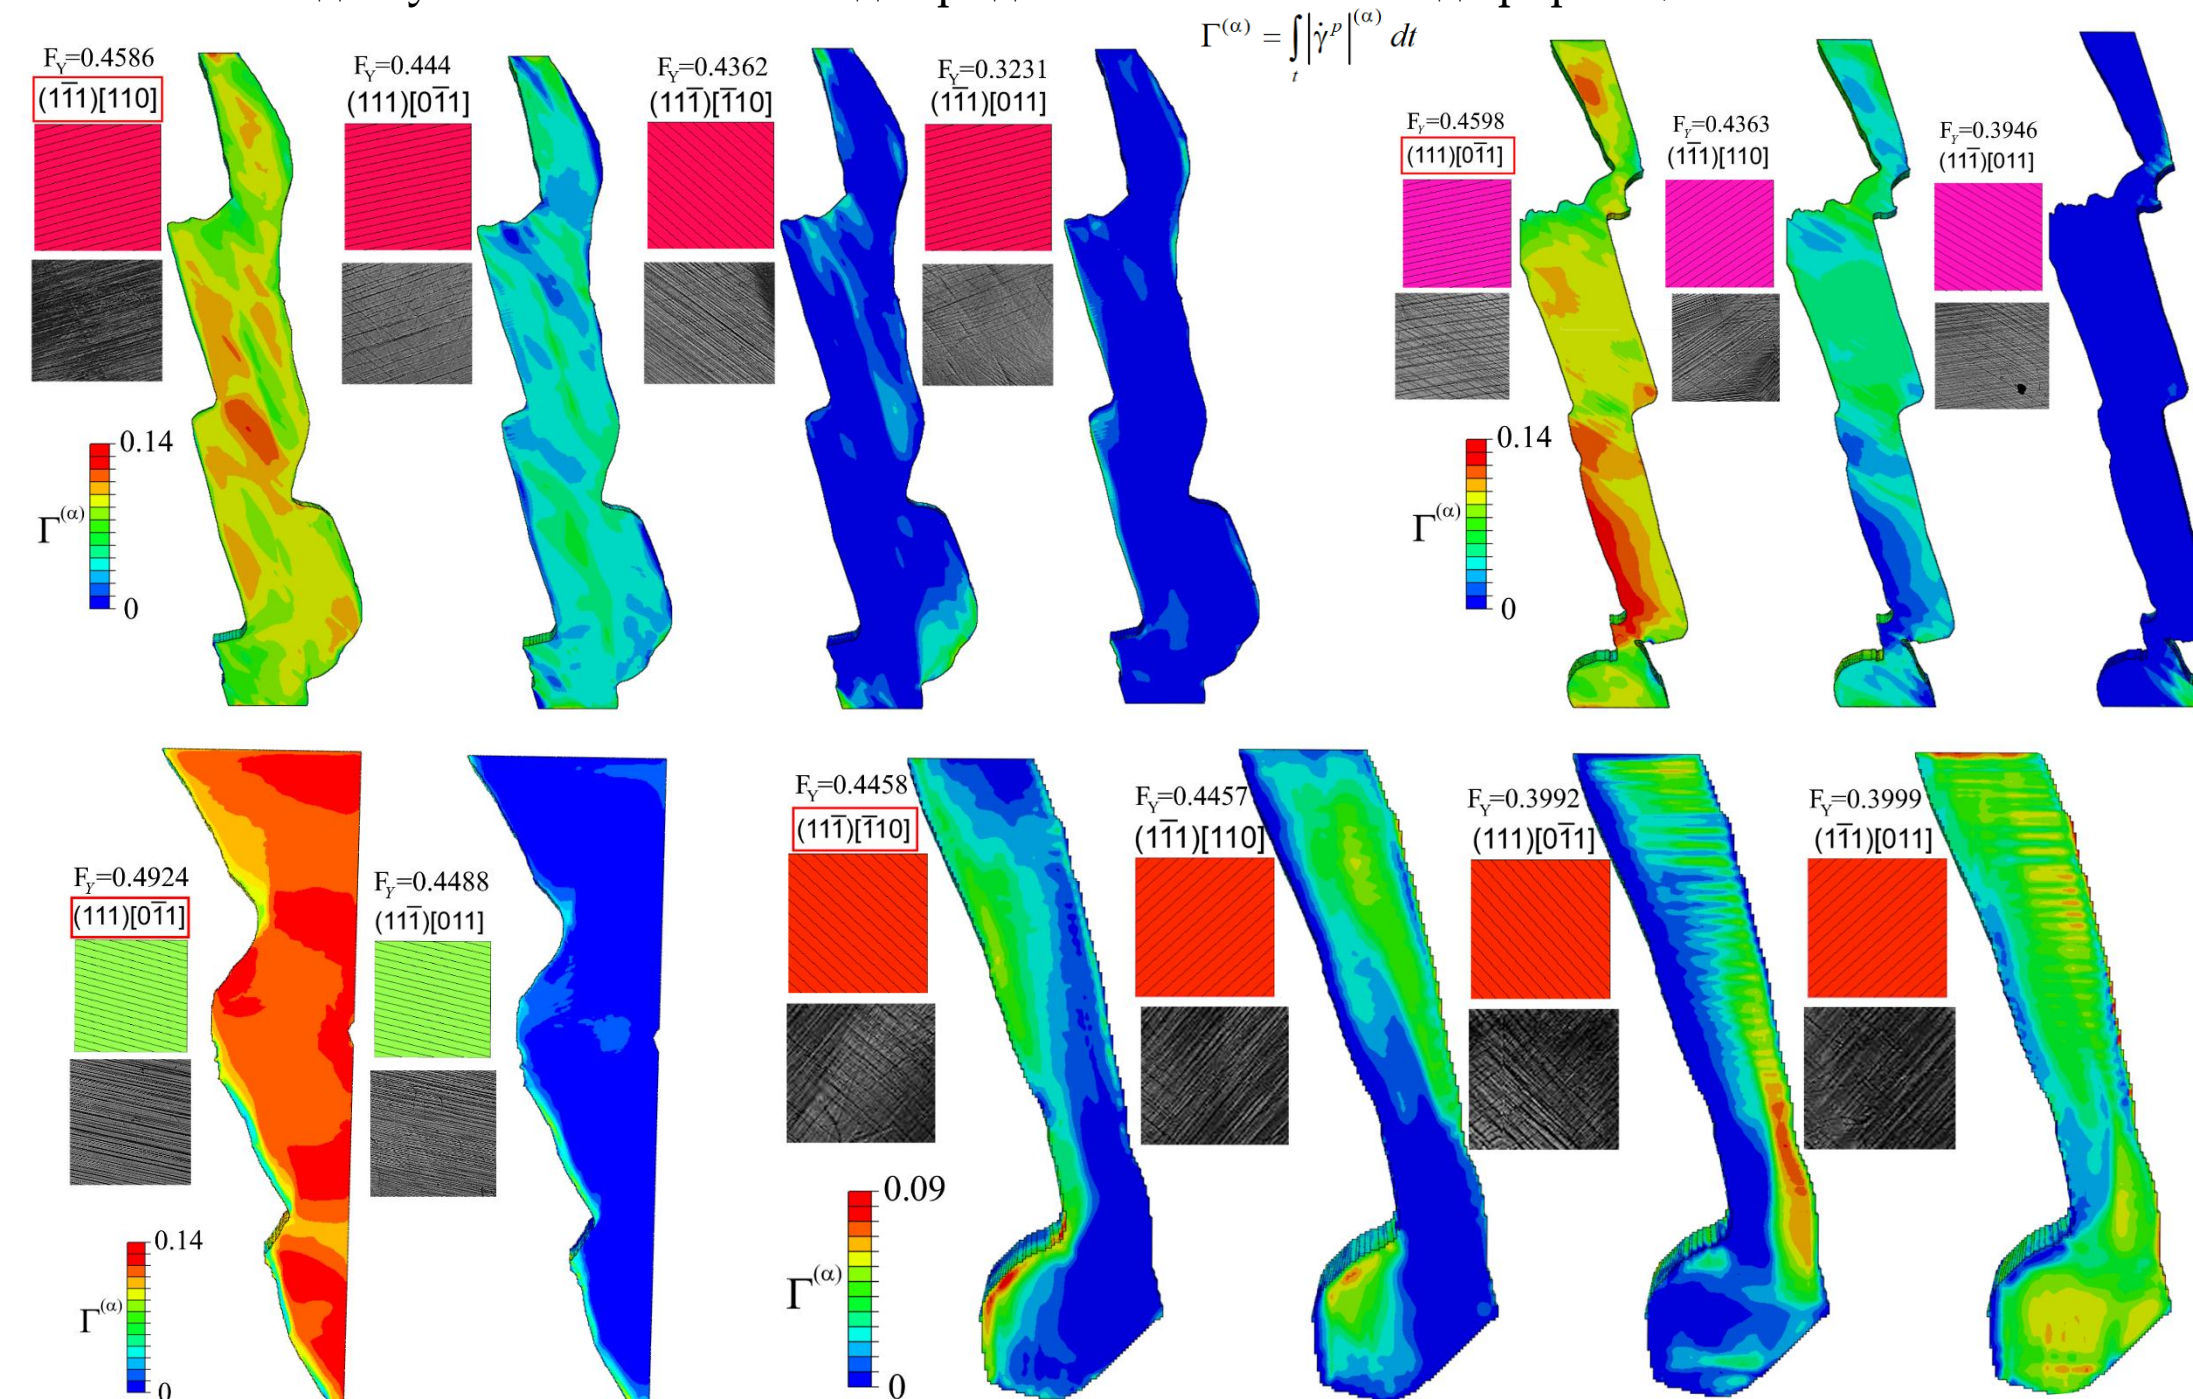 Γ⁽ᵅ⁾ = ∫ₜ|γ̇ᵖ|⁽ᵅ⁾ dt
F_Y=0.4586
(11̅1)[110]
F_Y=0.444
(111)[01̅1]
F_Y=0.4362
(111̅)[1̅10]
F_Y=0.3231
(11̅1)[011]
0.14
Γ⁽ᵅ⁾
0
F_Y=0.4598
(111)[01̅1]
F_Y=0.4363
(11̅1)[110]
F_Y=0.3946
(111̅)[011]
0.14
Γ⁽ᵅ⁾
0
F_Y=0.4924
(111)[01̅1]
F_Y=0.4488
(111̅)[011]
0.14
Γ⁽ᵅ⁾
0
F_Y=0.4458
(111̅)[1̅10]
F_Y=0.4457
(11̅1)[110]
F_Y=0.3992
(111)[01̅1]
F_Y=0.3999
(11̅1)[011]
0.09
Γ⁽ᵅ⁾
0